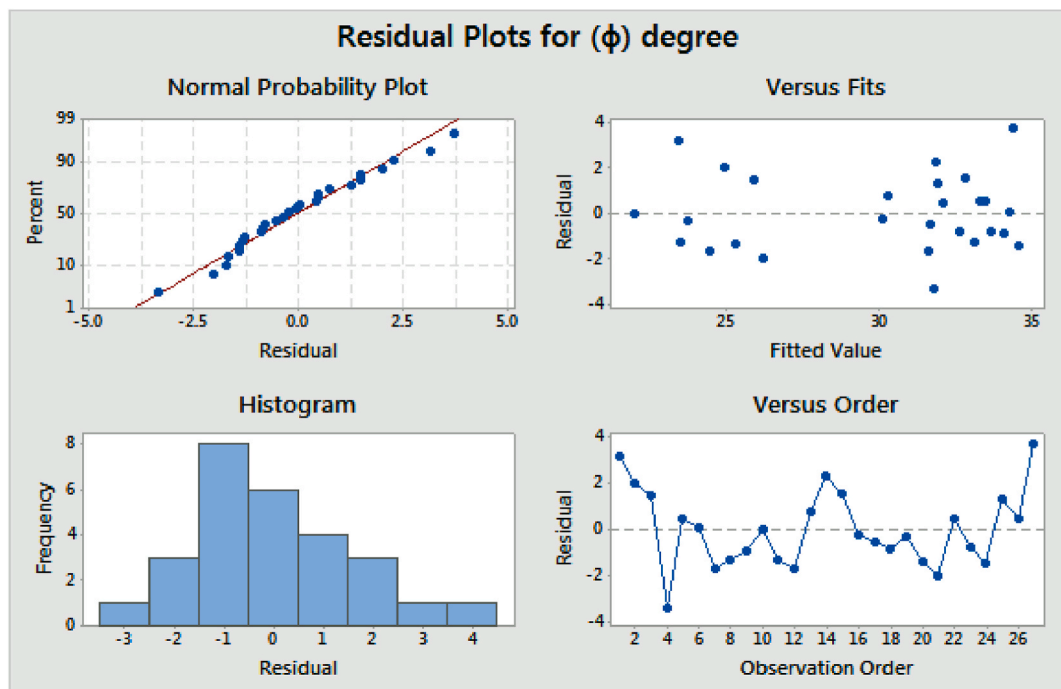 Residual Plots for (ϕ) degree
Normal Probability Plot
Percent
99
90
50
10
1
-5.0 -2.5 0.0 2.5 5.0
Residual
Versus Fits
Residual
4
2
0
-2
-4
25 30 35
Fitted Value
Histogram
Frequency
8
6
4
2
0
-3 -2 -1 0 1 2 3 4
Residual
Versus Order
Residual
4
2
0
-2
-4
2 4 6 8 10 12 14 16 18 20 22 24 26
Observation Order